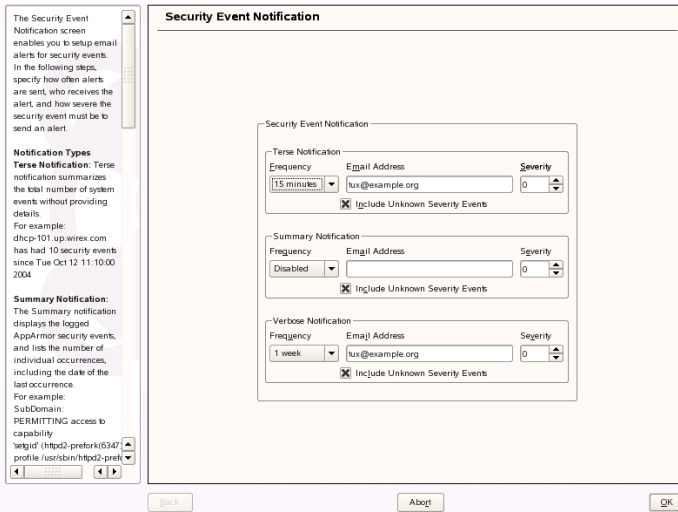 The Security Event
Notification screen
enables you to setup email
alerts for security events.
In the following steps,
specify how often alerts
are sent, who receives the
alert, and how severe the
security event must be to
send an alert.
Notification Types
Terse Notification: Terse
notification summarizes
the total number of system
events without providing
details.
For example:
dhcp-101.up.wirex.com
has had 10 security events
since Tue Oct 12 11:10:00
2004
Summary Notification:
The Summary notification
displays the logged
AppArmor security events,
and lists the number of
individual occurrences,
including the date of the
last occurrence.
For example:
SubDomain:
PERMITTING access to
capability
'setgid' (httpd2-prefork(6347)
profile /usr/sbin/httpd2-prefo
Security Event Notification
Security Event Notification
Terse Notification
Frequency Email Address Severity
15 minutes tux@example.org 0
Include Unknown Severity Events
Summary Notification
Frequency Email Address Severity
Disabled 0
Include Unknown Severity Events
Verbose Notification
Frequency Email Address Severity
1 week tux@example.org 0
Include Unknown Severity Events
Back Abort OK